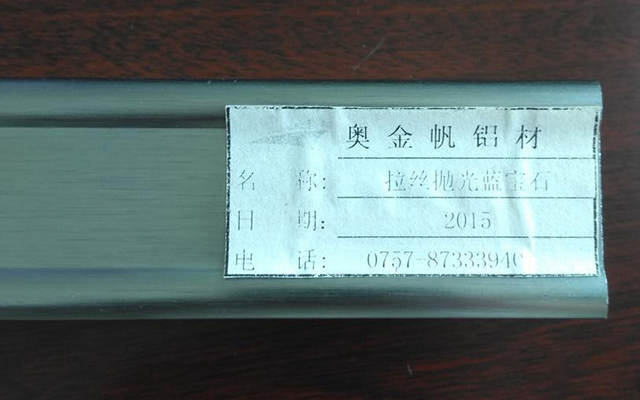 奥金帆铝材
名 称: 拉丝抛光蓝宝石
日 期: 2015
电 话: 0757-87333940